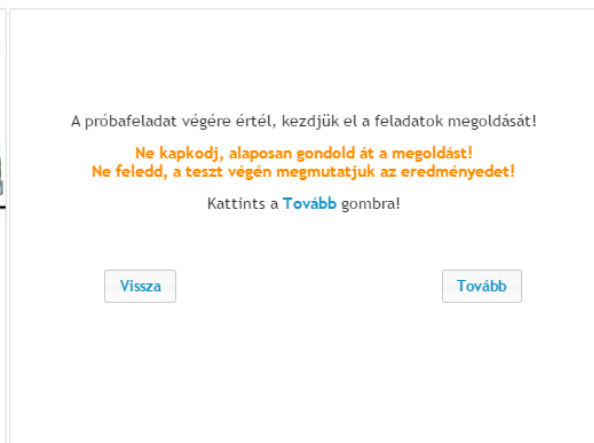 A próbafeladat végére értél, kezdjük el a feladatok megoldását!
Ne kapkodj, alaposan gondold át a megoldást!
Ne feledd, a teszt végén megmutatjuk az eredményedet!
Kattints a Tovább gombra!
Vissza
Tovább